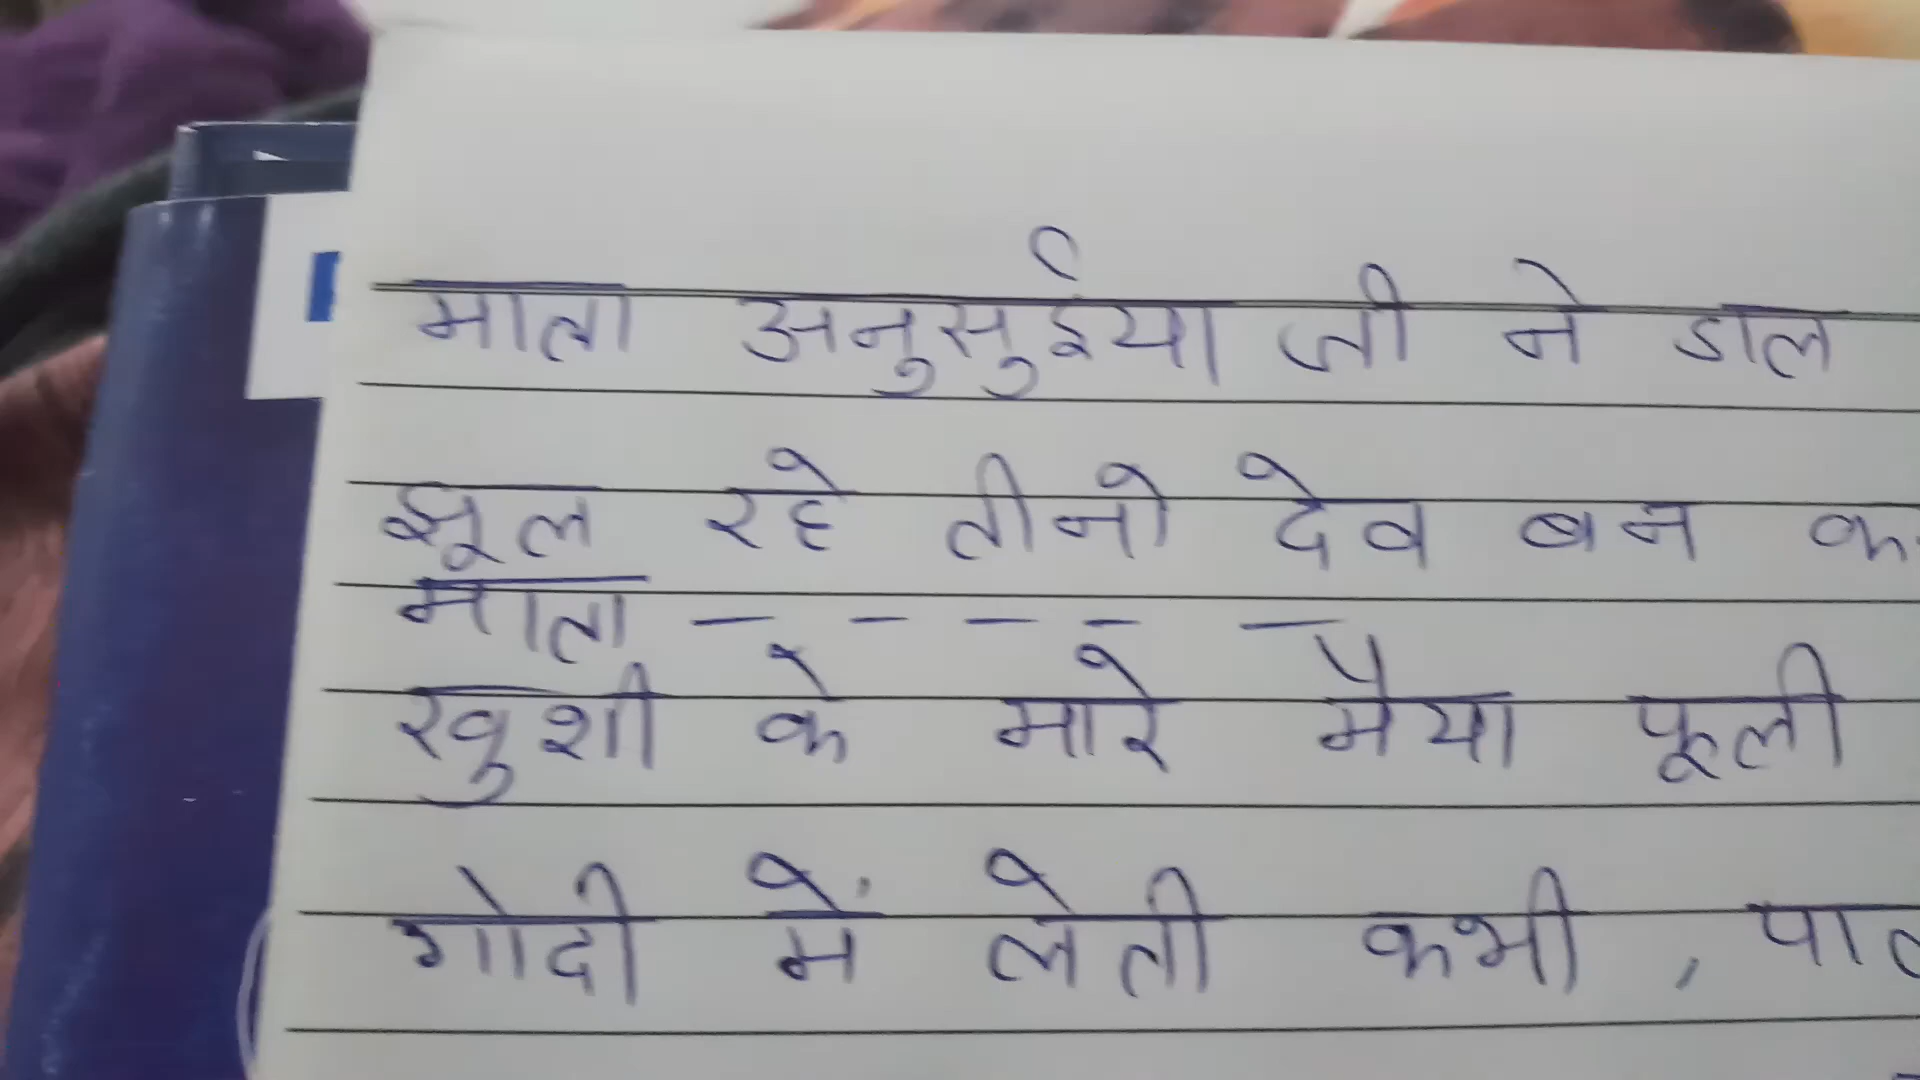 माता अनुसुईया जी ने डाल
झूल रहे तीनो देव बन
माता - - - - -
खुशी के मारे मैया फूली
गोदी में लेती कभी ,